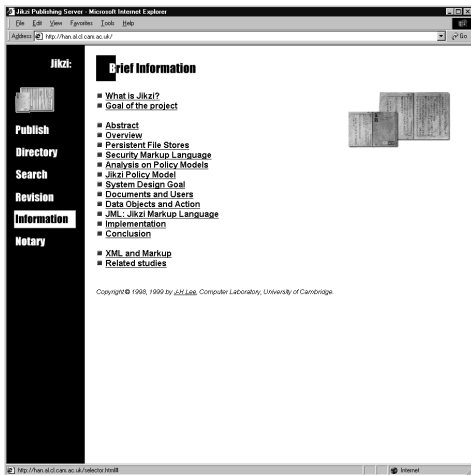 Jikzi Publishing Server - Microsoft Internet Explorer
File Edit View Favorites Tools Help
Address http://han.al.cl.cam.ac.uk/ Go
Jikzi:
Publish
Directory
Search
Revision
Information
Notary
Brief Information
What is Jikzi?
Goal of the project
Abstract
Overview
Persistent File Stores
Security Markup Language
Analysis on Policy Models
Jikzi Policy Model
System Design Goal
Documents and Users
Data Objects and Action
JML: Jikzi Markup Language
Implementation
Conclusion
XML and Markup
Related studies
Copyright © 1998, 1999 by J-H Lee, Computer Laboratory, University of Cambridge.
http://han.al.cl.cam.ac.uk/selector.html# Internet